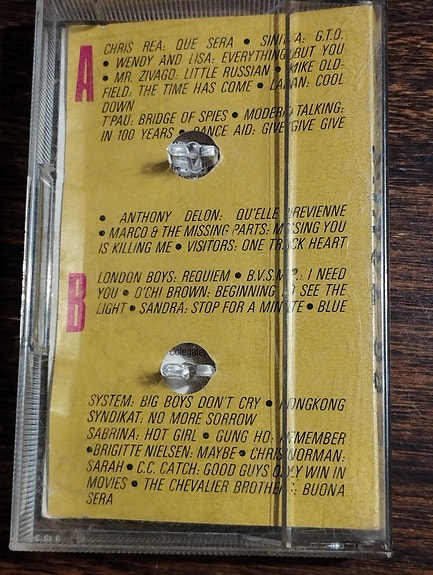 A
CHRIS REA: QUE SERA • SINITTA: G.T.O.
• WENDY AND LISA: EVERYTHING BUT YOU
• MR. ZIVAGO: LITTLE RUSSIAN • MIKE OLD-
FIELD: THE TIME HAS COME • LABAN: COOL
DOWN
T'PAU: BRIDGE OF SPIES • MODERN TALKING:
IN 100 YEARS • DANCE AID: GIVE GIVE GIVE
• ANTHONY DELON: QU'ELLE REVIENNE
• MARCO & THE MISSING PARTS: MISSING YOU
IS KILLING ME • VISITORS: ONE TRACK HEART
B
LONDON BOYS: REQUIEM • B.V.S.M.P.: I NEED
YOU • O'CHI BROWN: BEGINNING TO SEE THE
LIGHT • SANDRA: STOP FOR A MINUTE • BLUE
SYSTEM: BIG BOYS DON'T CRY • HONGKONG
SYNDIKAT: NO MORE SORROW
SABRINA: HOT GIRL • GUNG HO: REMEMBER
• BRIGITTE NIELSEN: MAYBE • CHRIS NORMAN:
SARAH • C.C. CATCH: GOOD GUYS ONLY WIN IN
MOVIES • THE CHEVALIER BROTHERS: BUONA
SERA